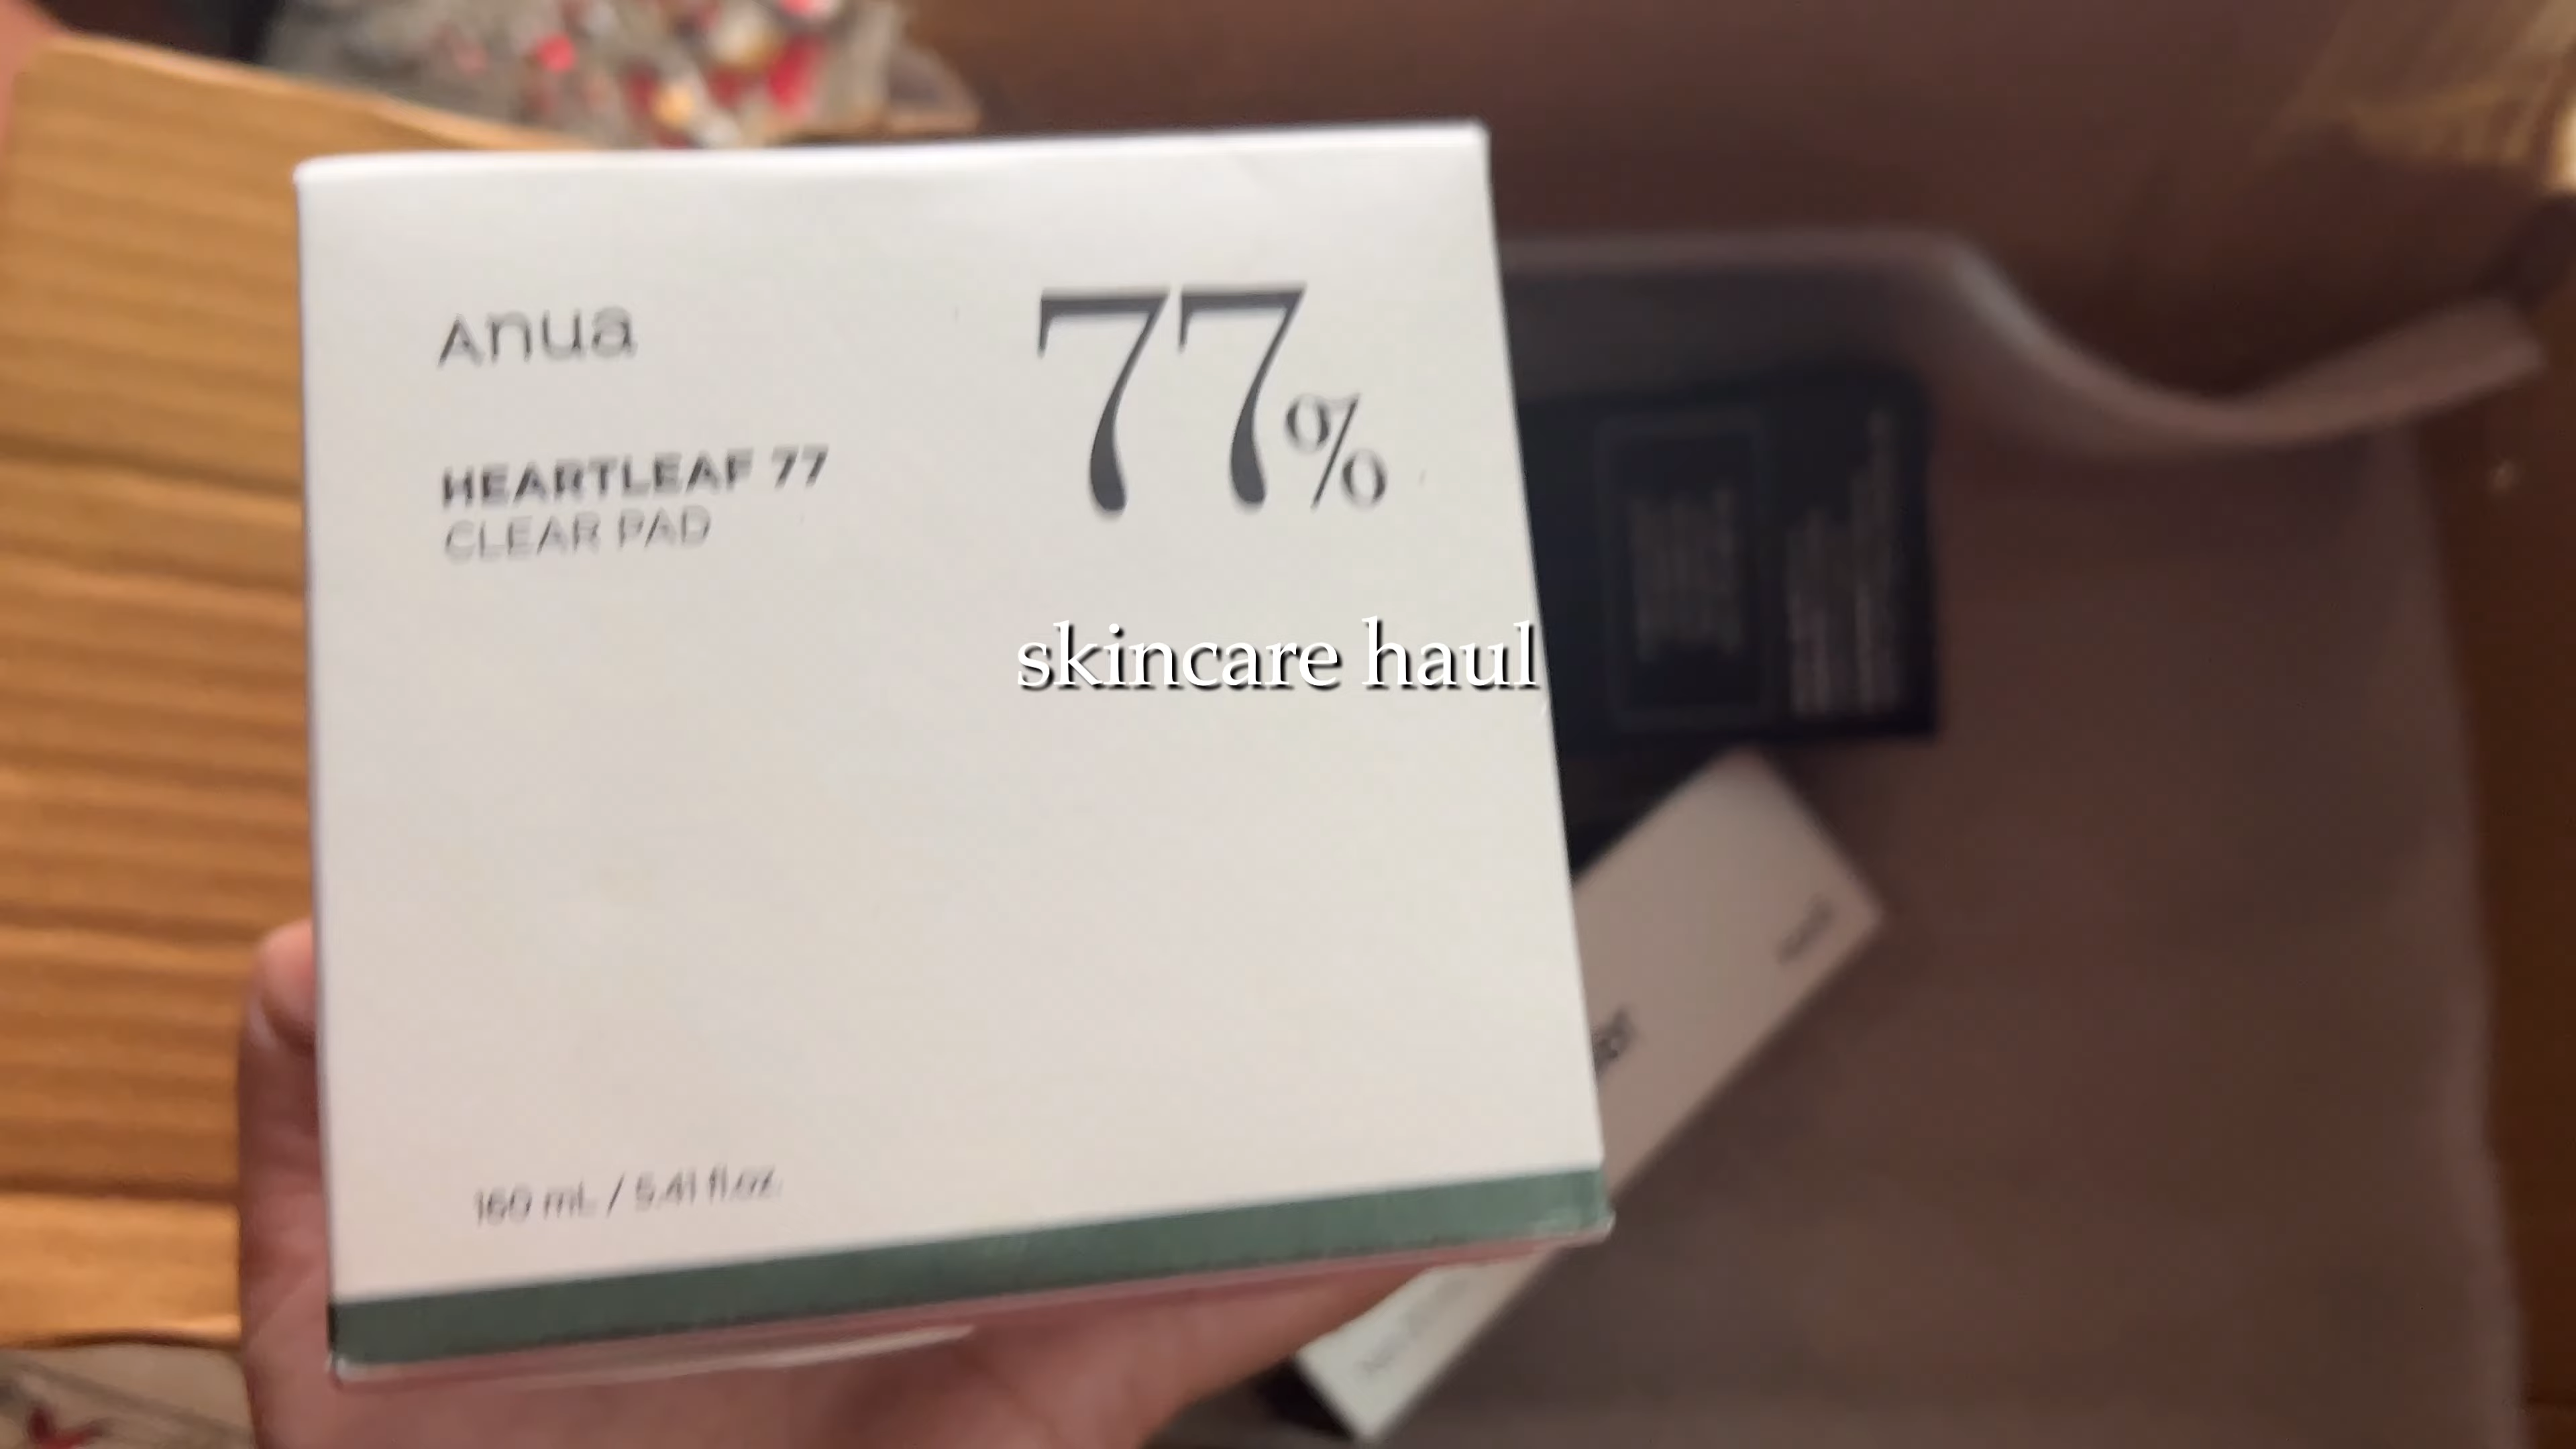 Anua
77%
HEARTLEAF 77
CLEAR PAD
skincare haul
160 mL / 5.41 fl.oz.